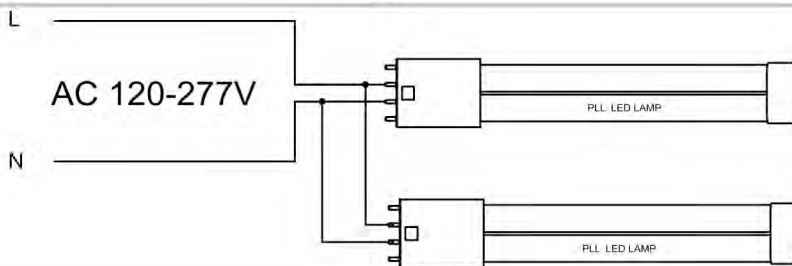 L
AC 120-277V
PLL LED LAMP
N
PLL LED LAMP